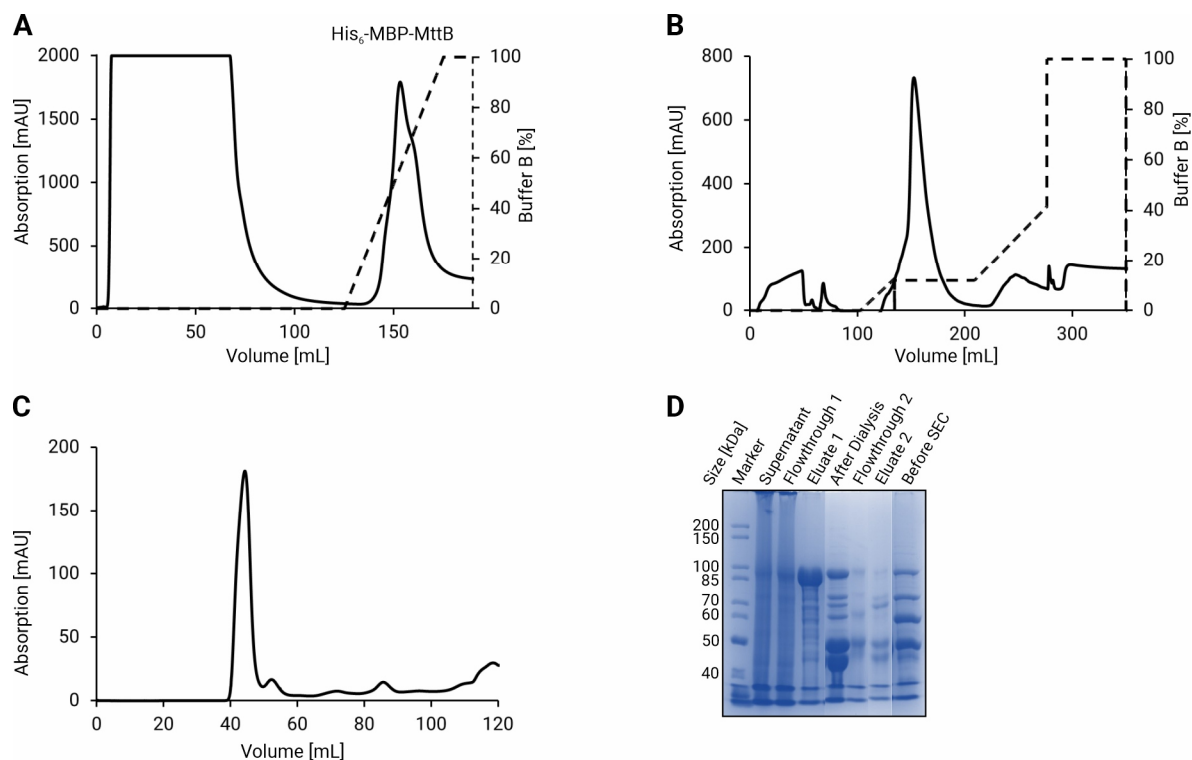 A
His6-MBP-MttB
2000
1500
1000
500
0
Absorption [mAU]
100
80
60
40
20
0
Buffer B [%]
0 50 100 150
Volume [mL]
B
800
600
400
200
0
Absorption [mAU]
100
80
60
40
20
0
Buffer B [%]
0 100 200 300
Volume [mL]
C
200
150
100
50
0
Absorption [mAU]
0 20 40 60 80 100 120
Volume [mL]
D
Size [kDa]
Marker
Supernatant
Flowthrough 1
Eluate 1
After Dialysis
Flowthrough 2
Eluate 2
Before SEC
200
150
100
85
70
60
50
40